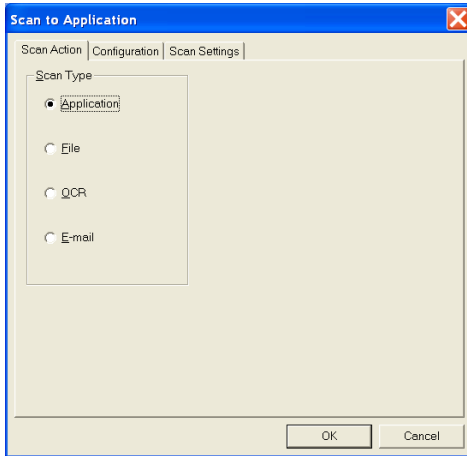 Scan to Application
Scan Action Configuration Scan Settings
Scan Type
Application
File
OCR
E-mail
OK Cancel